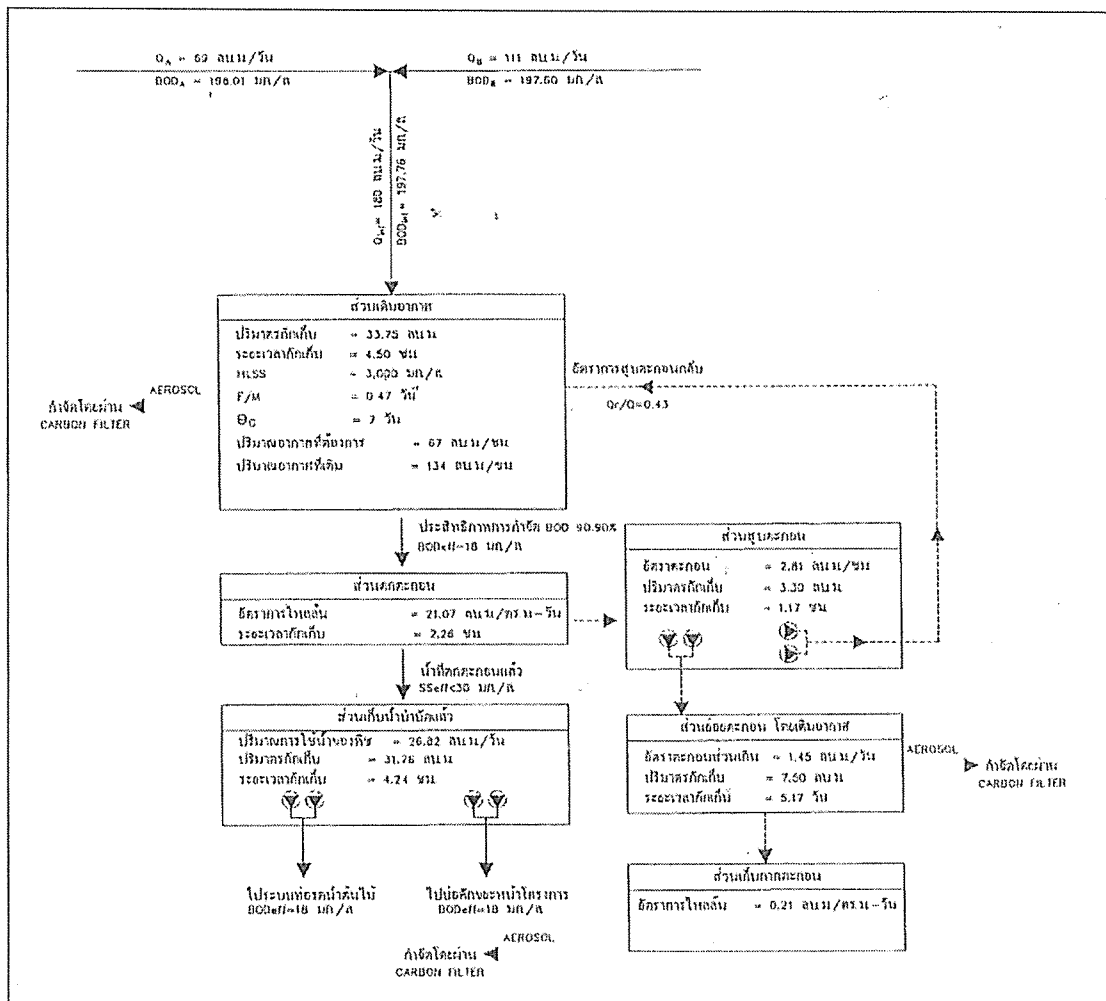 Q_A = 69 ลบ.ม/วัน
BOD_A = 198.01 มก/ล
Q_B = 111 ลบ.ม/วัน
BOD_B = 197.60 มก/ล
Q_inf = 180 ลบ.ม/วัน
BOD_inf = 197.76 มก/ล
ส่วนเติมอากาศ
ปริมาตรกักเก็บ = 33.75 ลบ.ม
ระยะเวลากักเก็บ = 4.50 ชม
MLSS = 3,000 มก/ล
F/M = 0.47 วัน
Θc = 7 วัน
ปริมาณอากาศที่ต้องการ = 67 ลบ.ม/ชม
ปริมาณอากาศที่เติม = 134 ลบ.ม/ชม
AEROSOL
กำจัดโดยผ่าน
CARBON FILTER
อัตราการสูบตะกอนกลับ
Qr/Q=0.43
ประสิทธิภาพการกำจัด BOD 90.90%
BODeff=18 มก/ล
ส่วนตกตะกอน
อัตราการไหลล้น = 21.07 ลบ.ม/ตร.ม-วัน
ระยะเวลากักเก็บ = 2.26 ชม
ส่วนสูบตะกอน
อัตราตะกอน = 2.81 ลบ.ม/ชม
ปริมาตรกักเก็บ = 3.30 ลบ.ม
ระยะเวลากักเก็บ = 1.17 ชม
น้ำที่ตกตะกอนแล้ว
SSeff<30 มก/ล
ส่วนเก็บน้ำบำบัดแล้ว
ปริมาณการใช้น้ำของพืช = 26.82 ลบ.ม/วัน
ปริมาตรกักเก็บ = 31.76 ลบ.ม
ระยะเวลากักเก็บ = 4.24 ชม
ส่วนย่อยตะกอน โดยเติมอากาศ
อัตราตะกอนส่วนเกิน = 1.45 ลบ.ม/วัน
ปริมาตรกักเก็บ = 7.50 ลบ.ม
ระยะเวลากักเก็บ = 5.17 วัน
AEROSOL
กำจัดโดยผ่าน
CARBON FILTER
ไประบบท่อรดน้ำต้นไม้
BODeff=18 มก/ล
ไปบ่อดักขยะหน้าโครงการ
BODeff=18 มก/ล
ส่วนเก็บกากตะกอน
อัตราการไหลล้น = 0.21 ลบ.ม/ตร.ม-วัน
AEROSOL
กำจัดโดยผ่าน
CARBON FILTER